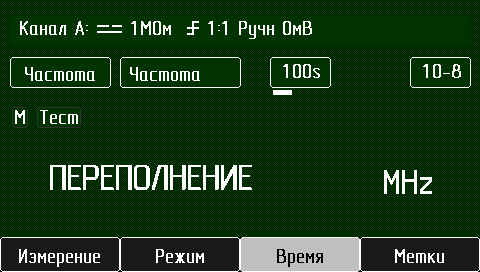 Канал А: 1МОм 1:1 Ручн 0мВ
Частота Частота 100s 10-8
М Тест
ПЕРЕПОЛНЕНИЕ MHz
Измерение Режим Время Метки